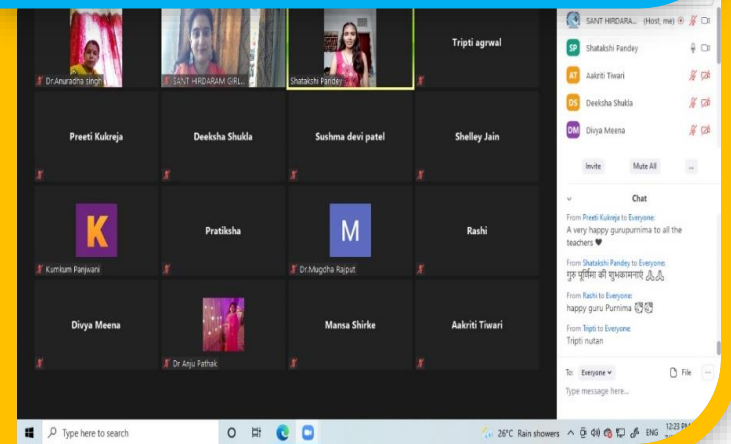 Dr.Anuradha singh
SANT HIRDARAM GIRL...
Shatakshi Pandey
Tripti agrwal
Preeti Kukreja
Deeksha Shukla
Sushma devi patel
Shelley Jain
K
Kumkum Panjwani
Pratiksha
M
Dr.Mugdha Rajput
Rashi
Divya Meena
Dr Anju Pathak
Mansa Shirke
Aakriti Tiwari
SANT HIRDARA... (Host, me)
SP Shatakshi Pandey
AT Aakriti Tiwari
DS Deeksha Shukla
DM Divya Meena
Invite Mute All ...
Chat
From Preeti Kukreja to Everyone:
A very happy gurupurnima to all the
teachers
From Shatakshi Pandey to Everyone:
गुरु पूर्णिमा की शुभकामनाएं
From Rashi to Everyone:
happy guru Purnima
From Tripti to Everyone:
Tripti nutan
To: Everyone File ...
Type message here...
Type here to search
26°C Rain showers ENG 12:23